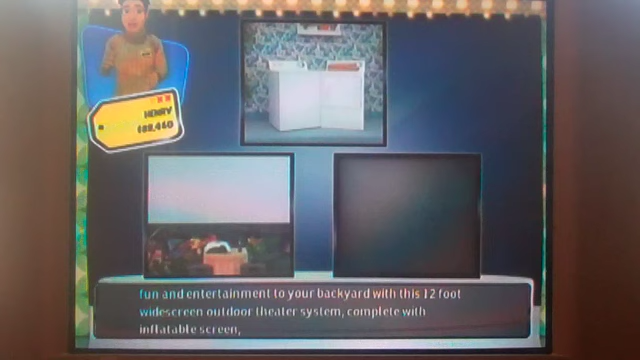 HENRY
fun and entertainment to your backyard with this 12 foot
widescreen outdoor theater system, complete with
inflatable screen,